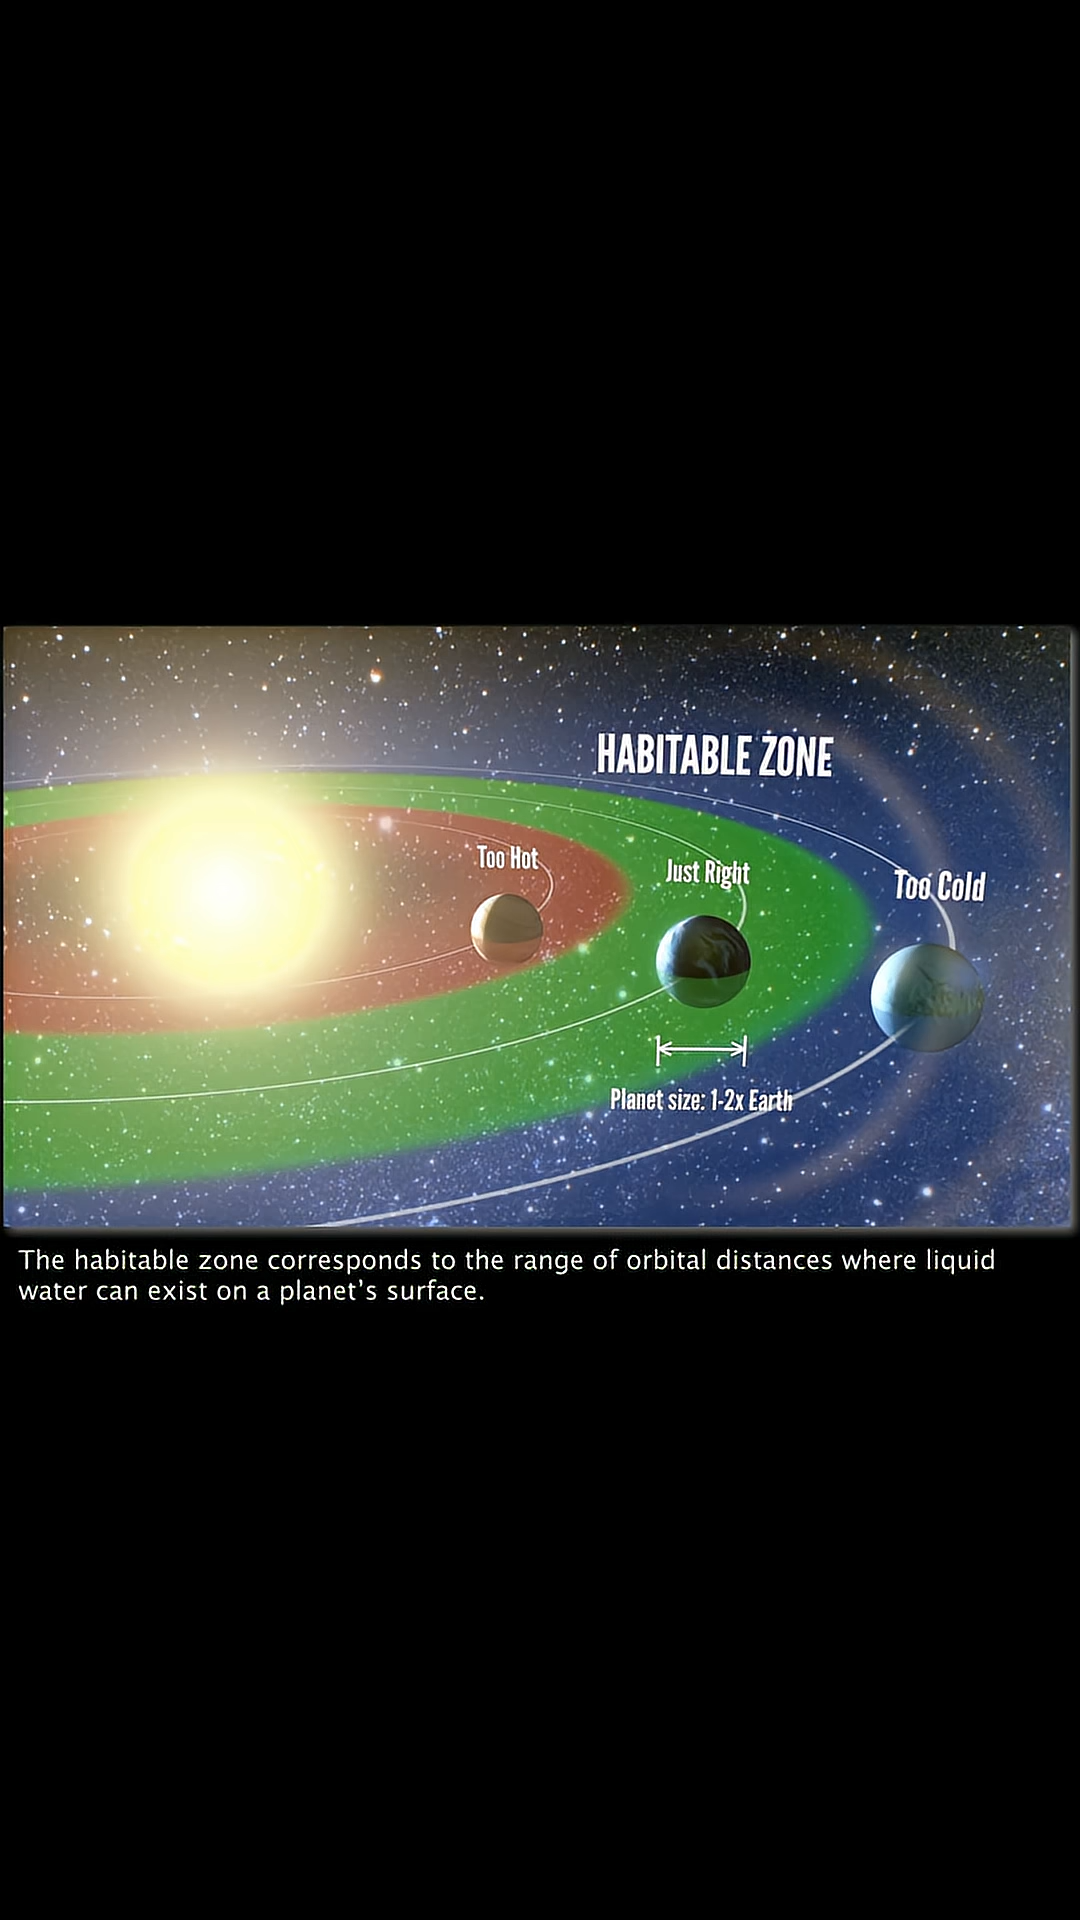 HABITABLE ZONE
Too Hot
Just Right
Too Cold
Planet size: 1-2x Earth
The habitable zone corresponds to the range of orbital distances where liquid
water can exist on a planet's surface.